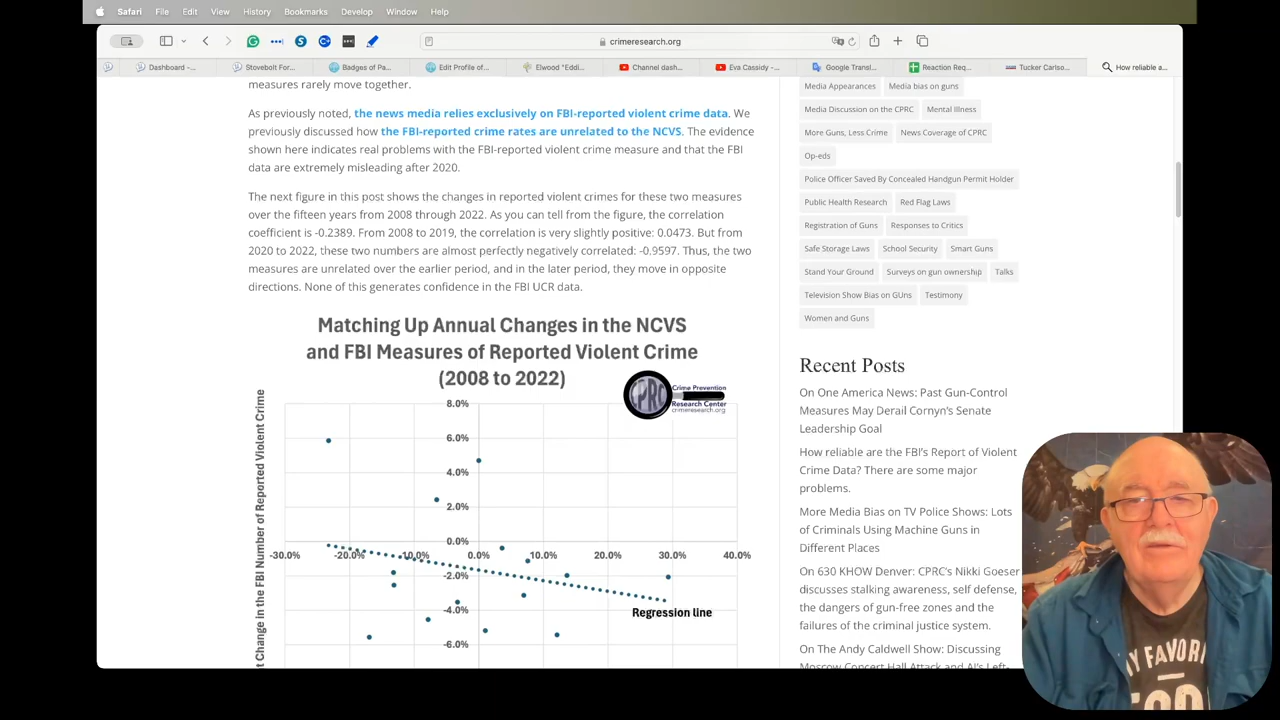 Safari File Edit View History Bookmarks Develop Window Help
crimeresearch.org
Dashboard -... Stovebolt For... Badges of Pa... Edit Profile of... Elwood "Eddi... Channel dash... Eva Cassidy -... Google Transl... Reaction Req... Tucker Carlso... How reliable a...
measures rarely move together.
As previously noted, the news media relies exclusively on FBI-reported violent crime data. We
previously discussed how the FBI-reported crime rates are unrelated to the NCVS. The evidence
shown here indicates real problems with the FBI-reported violent crime measure and that the FBI
data are extremely misleading after 2020.
The next figure in this post shows the changes in reported violent crimes for these two measures
over the fifteen years from 2008 through 2022. As you can tell from the figure, the correlation
coefficient is -0.2389. From 2008 to 2019, the correlation is very slightly positive: 0.0473. But from
2020 to 2022, these two numbers are almost perfectly negatively correlated: -0.9597. Thus, the two
measures are unrelated over the earlier period, and in the later period, they move in opposite
directions. None of this generates confidence in the FBI UCR data.
Matching Up Annual Changes in the NCVS
and FBI Measures of Reported Violent Crime
(2008 to 2022)
CPRC
Crime Prevention
Research Center
crimeresearch.org
t Change in the FBI Number of Reported Violent Crime
8.0%
6.0%
4.0%
2.0%
0.0%
-30.0% -20.0% -10.0% 0.0% 10.0% 20.0% 30.0% 40.0%
-2.0%
-4.0%
Regression line
-6.0%
Media Appearances Media bias on guns
Media Discussion on the CPRC Mental Illness
More Guns, Less Crime News Coverage of CPRC
Op-eds
Police Officer Saved By Concealed Handgun Permit Holder
Public Health Research Red Flag Laws
Registration of Guns Responses to Critics
Safe Storage Laws School Security Smart Guns
Stand Your Ground Surveys on gun ownership Talks
Television Show Bias on GUns Testimony
Women and Guns
Recent Posts
On One America News: Past Gun-Control
Measures May Derail Cornyn's Senate
Leadership Goal
How reliable are the FBI's Report of Violent
Crime Data? There are some major
problems.
More Media Bias on TV Police Shows: Lots
of Criminals Using Machine Guns in
Different Places
On 630 KHOW Denver: CPRC's Nikki Goeser
discusses stalking awareness, self defense,
the dangers of gun-free zones and the
failures of the criminal justice system.
On The Andy Caldwell Show: Discussing
Moscow Concert Hall Attack and AI's Left-
MY FAVORI